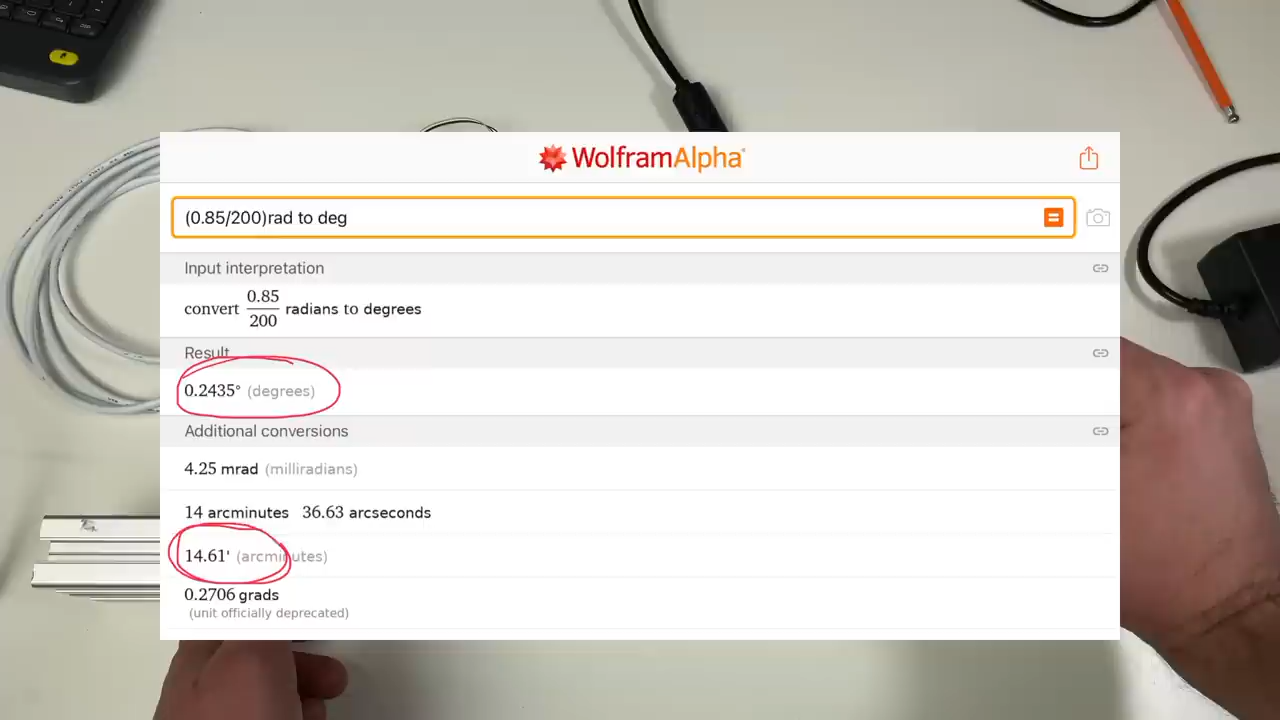 WolframAlpha
(0.85/200)rad to deg
Input interpretation
convert 0.85/200 radians to degrees
Result
0.2435° (degrees)
Additional conversions
4.25 mrad (milliradians)
14 arcminutes 36.63 arcseconds
14.61' (arcminutes)
0.2706 grads
(unit officially deprecated)